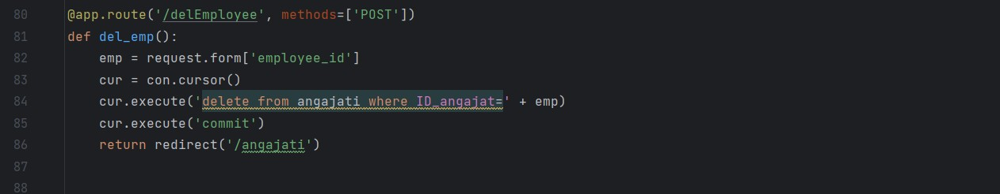 80 @app.route('/delEmployee', methods=['POST'])
81 def del_emp():
82 emp = request.form['employee_id']
83 cur = con.cursor()
84 cur.execute('delete from angajati where ID_angajat=' + emp)
85 cur.execute('commit')
86 return redirect('/angajati')
87
88